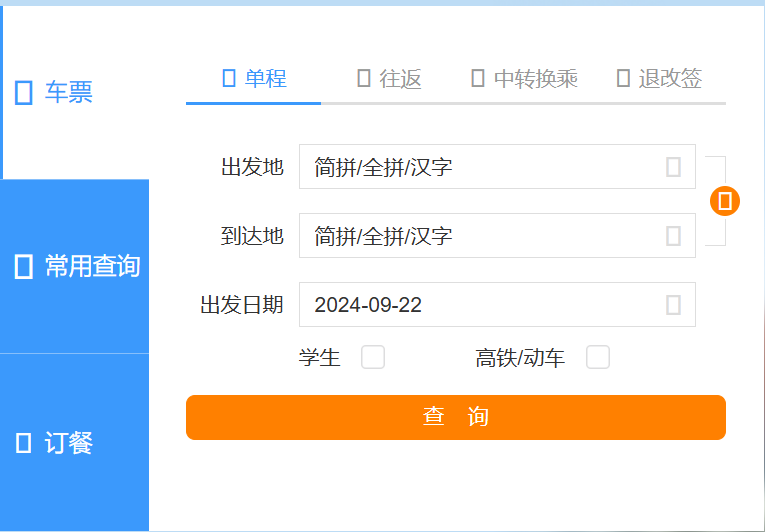 车票
常用查询
订餐
单程 往返 中转换乘 退改签
出发地 简拼/全拼/汉字
到达地 简拼/全拼/汉字
出发日期 2024-09-22
学生 高铁/动车
查 询